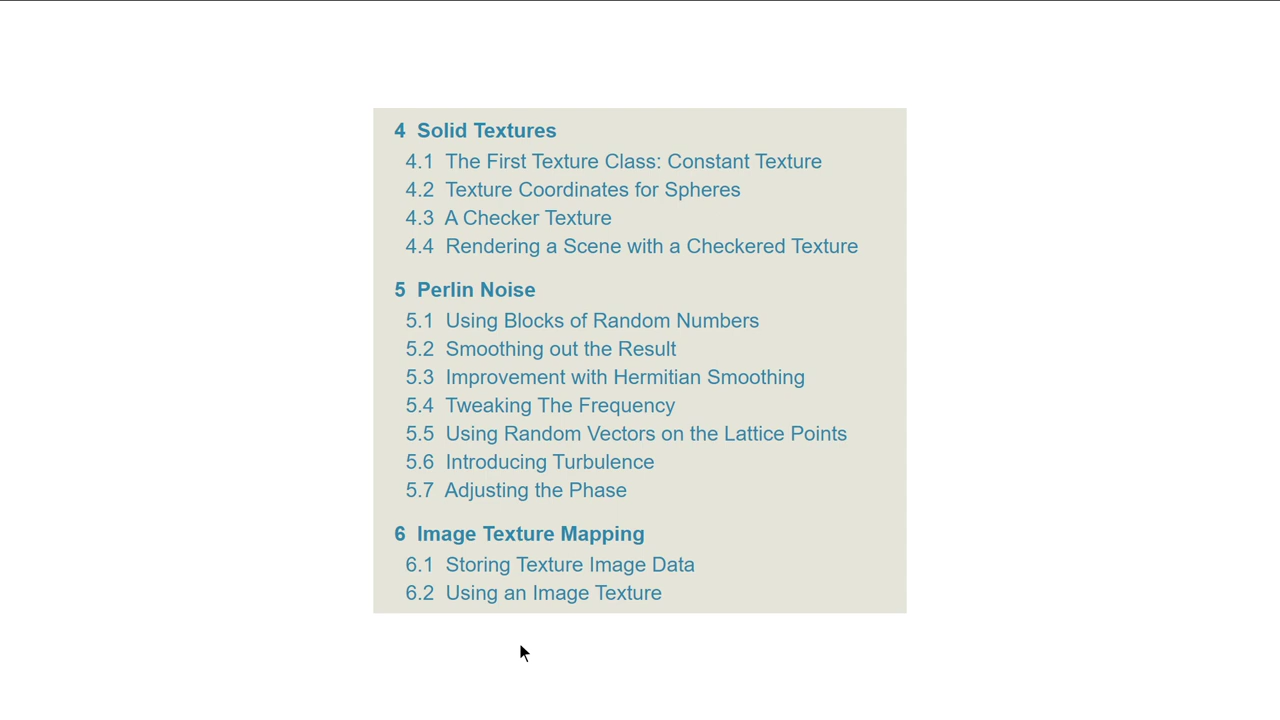 4 Solid Textures
4.1 The First Texture Class: Constant Texture
4.2 Texture Coordinates for Spheres
4.3 A Checker Texture
4.4 Rendering a Scene with a Checkered Texture
5 Perlin Noise
5.1 Using Blocks of Random Numbers
5.2 Smoothing out the Result
5.3 Improvement with Hermitian Smoothing
5.4 Tweaking The Frequency
5.5 Using Random Vectors on the Lattice Points
5.6 Introducing Turbulence
5.7 Adjusting the Phase
6 Image Texture Mapping
6.1 Storing Texture Image Data
6.2 Using an Image Texture